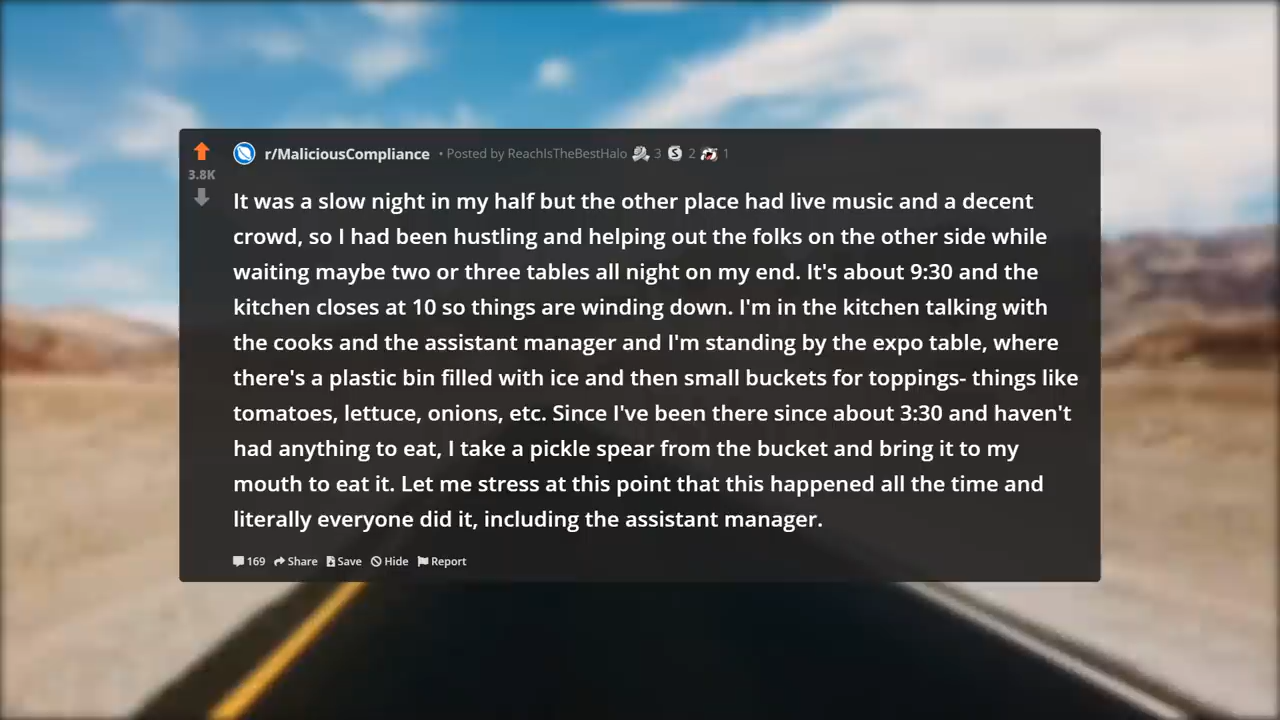 r/MaliciousCompliance • Posted by ReachIsTheBestHalo 3 2 1
3.8K
It was a slow night in my half but the other place had live music and a decent
crowd, so I had been hustling and helping out the folks on the other side while
waiting maybe two or three tables all night on my end. It's about 9:30 and the
kitchen closes at 10 so things are winding down. I'm in the kitchen talking with
the cooks and the assistant manager and I'm standing by the expo table, where
there's a plastic bin filled with ice and then small buckets for toppings- things like
tomatoes, lettuce, onions, etc. Since I've been there since about 3:30 and haven't
had anything to eat, I take a pickle spear from the bucket and bring it to my
mouth to eat it. Let me stress at this point that this happened all the time and
literally everyone did it, including the assistant manager.
169 Share Save Hide Report